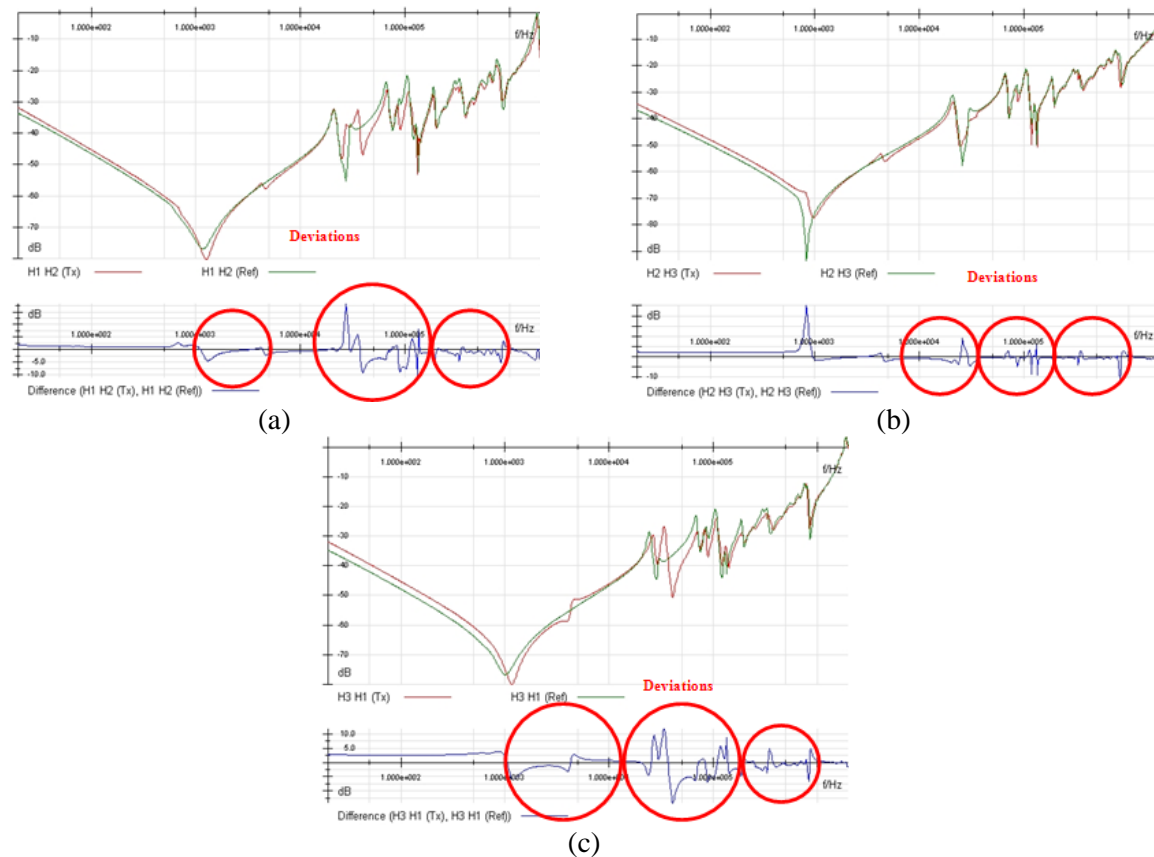 1.000e+002 1.000e+003 1.000e+004 1.000e+005
f/Hz
-10
-20
-30
-40
-50
-60
-70
dB
Deviations
H1 H2 (Tx) H1 H2 (Ref)
dB
1.000e+002 1.000e+003 1.000e+004 1.000e+005
f/Hz
-5.0
-10.0
Difference (H1 H2 (Tx), H1 H2 (Ref))
(a)
1.000e+002 1.000e+003 1.000e+004 1.000e+005
f/Hz
-10
-20
-30
-40
-50
-60
-70
-80
dB
H2 H3 (Tx) H2 H3 (Ref)
Deviations
dB
1.000e+002 1.000e+003 1.000e+004 1.000e+005
f/Hz
-10
Difference (H2 H3 (Tx), H2 H3 (Ref))
(b)
1.000e+002 1.000e+003 1.000e+004 1.000e+005
f/Hz
-10
-20
-30
-40
-50
-60
-70
dB
H3 H1 (Tx) H3 H1 (Ref)
Deviations
10.0
5.0
1.000e+002 1.000e+003 1.000e+004 1.000e+005
f/Hz
dB
Difference (H3 H1 (Tx), H3 H1 (Ref))
(c)